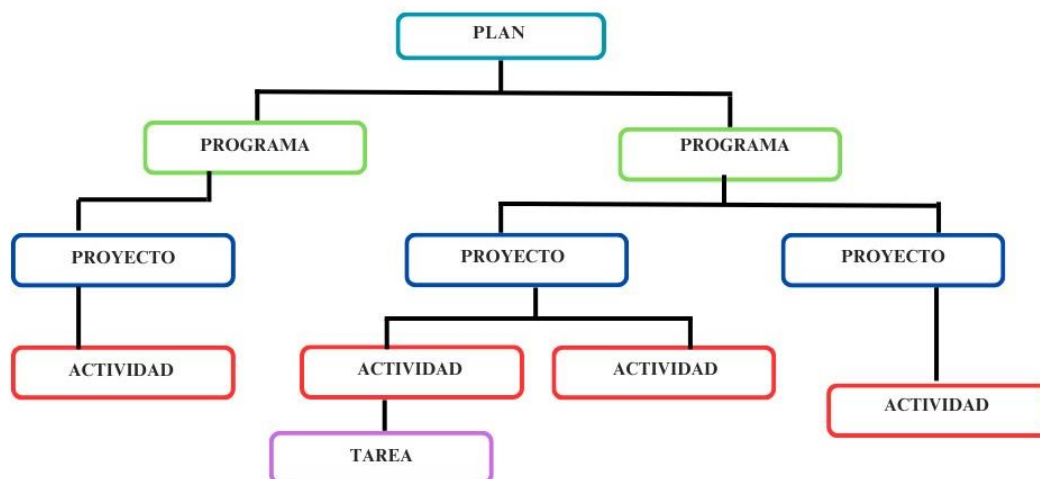 PLAN
PROGRAMA
PROGRAMA
PROYECTO
PROYECTO
PROYECTO
ACTIVIDAD
ACTIVIDAD
ACTIVIDAD
ACTIVIDAD
TAREA